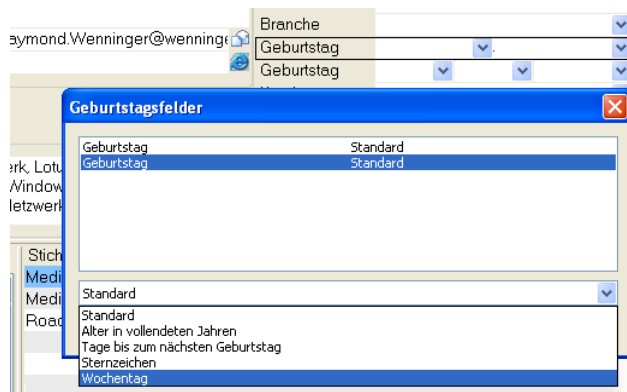 Branche
aymond.Wenninger@wenninge
Geburtstag .
Geburtstag
Geburtstagsfelder
Geburtstag Standard
Geburtstag Standard
erk, Lotu
Window
letzwerk
Stich
Medi
Medi
Road
Standard
Standard
Alter in vollendeten Jahren
Tage bis zum nächsten Geburtstag
Sternzeichen
Wochentag